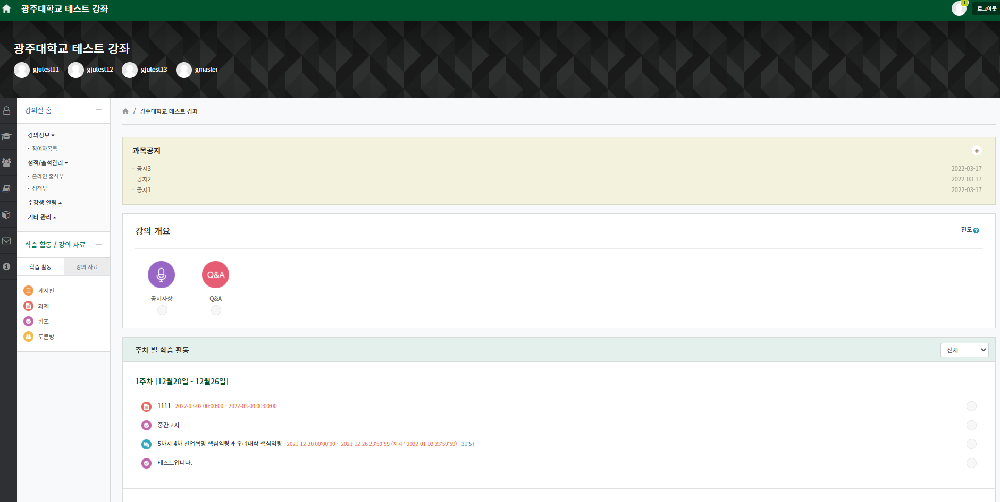 광주대학교 테스트 강좌
1
로그아웃
광주대학교 테스트 강좌
gjutest11 gjutest12 gjutest13 gmaster
강의실 홈
강의정보
참여자목록
성적/출석관리
온라인 출석부
성적부
수강생 알림
기타 관리
학습 활동 / 강의 자료
학습 활동 강의 자료
게시판
과제
퀴즈
토론방
/ 광주대학교 테스트 강좌
과목공지
공지3 2022-03-17
공지2 2022-03-17
공지1 2022-03-17
강의 개요
진도
Q&A
공지사항 Q&A
주차 별 학습 활동
전체
1주차 [12월20일 - 12월26일]
1111 2022-03-02 00:00:00 ~ 2022-03-09 00:00:00
중간고사
5차시 4차 산업혁명 핵심역량과 우리대학 핵심역량 2021-12-20 00:00:00 ~ 2021-12-26 23:59:59 (지각 : 2022-01-02 23:59:59) 31:57
테스트입니다.